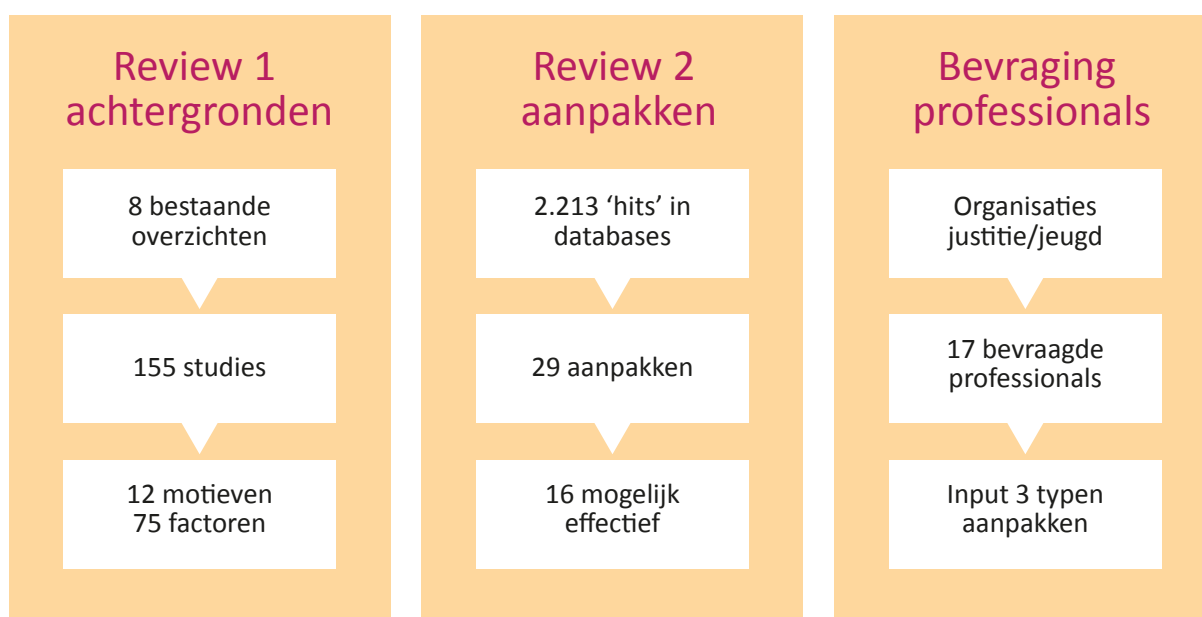 Review 1
achtergronden
8 bestaande
overzichten
155 studies
12 motieven
75 factoren
Review 2
aanpakken
2.213 ‘hits’ in
databases
29 aanpakken
16 mogelijk
effectief
Bevraging
professionals
Organisaties
justitie/jeugd
17 bevraagde
professionals
Input 3 typen
aanpakken